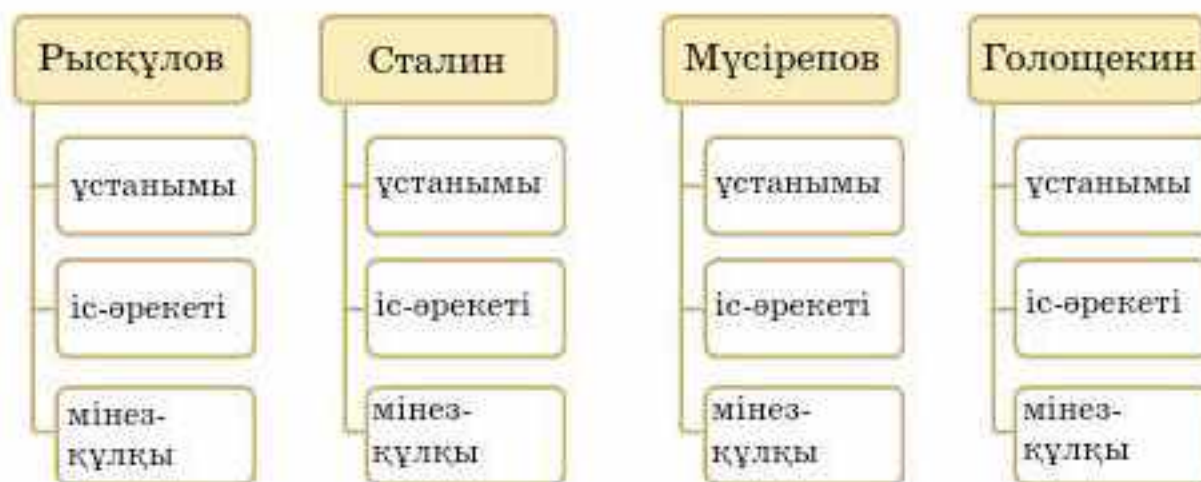 Рысқұлов
ұстанымы
іс-әрекеті
мінез-
құлқы
Сталин
ұстанымы
іс-әрекеті
мінез-
құлқы
Мүсірепов
ұстанымы
іс-әрекеті
мінез-
құлқы
Голощекин
ұстанымы
іс-әрекеті
мінез-
құлқы